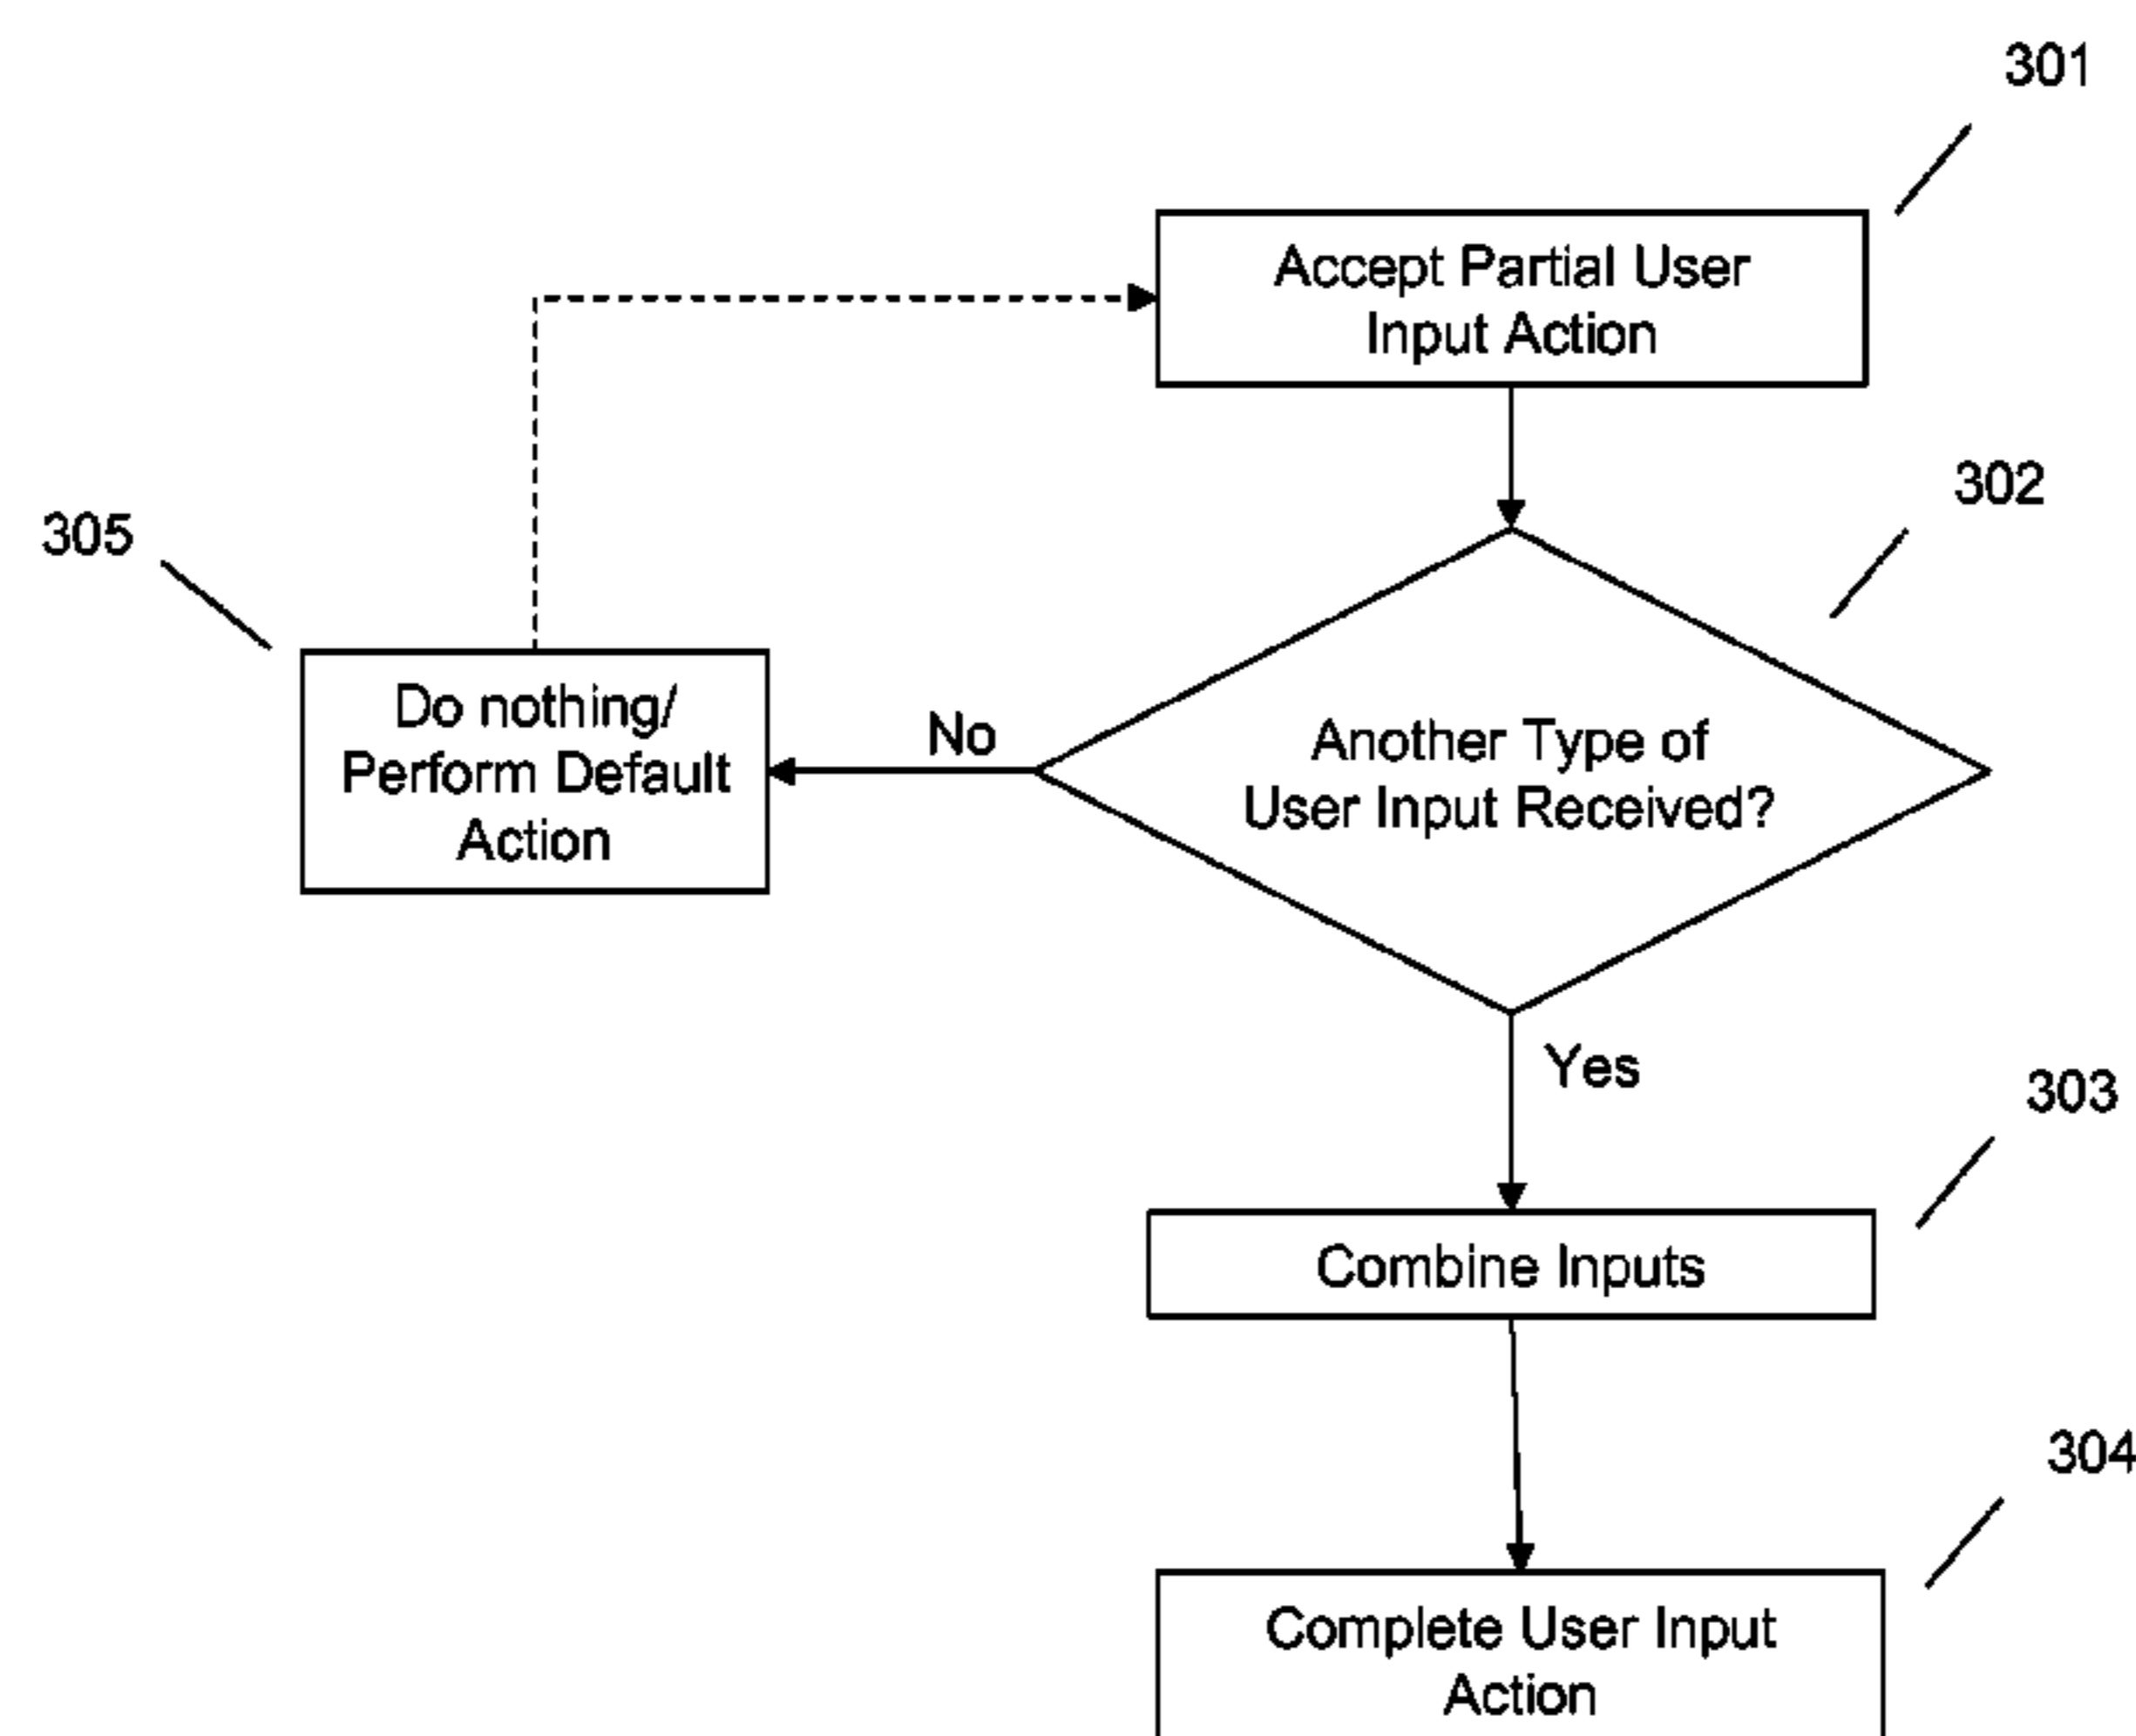 301
Accept Partial User
Input Action
302
305
Do nothing/
Perform Default
Action
No
Another Type of
User Input Received?
Yes
303
Combine Inputs
304
Complete User Input
Action